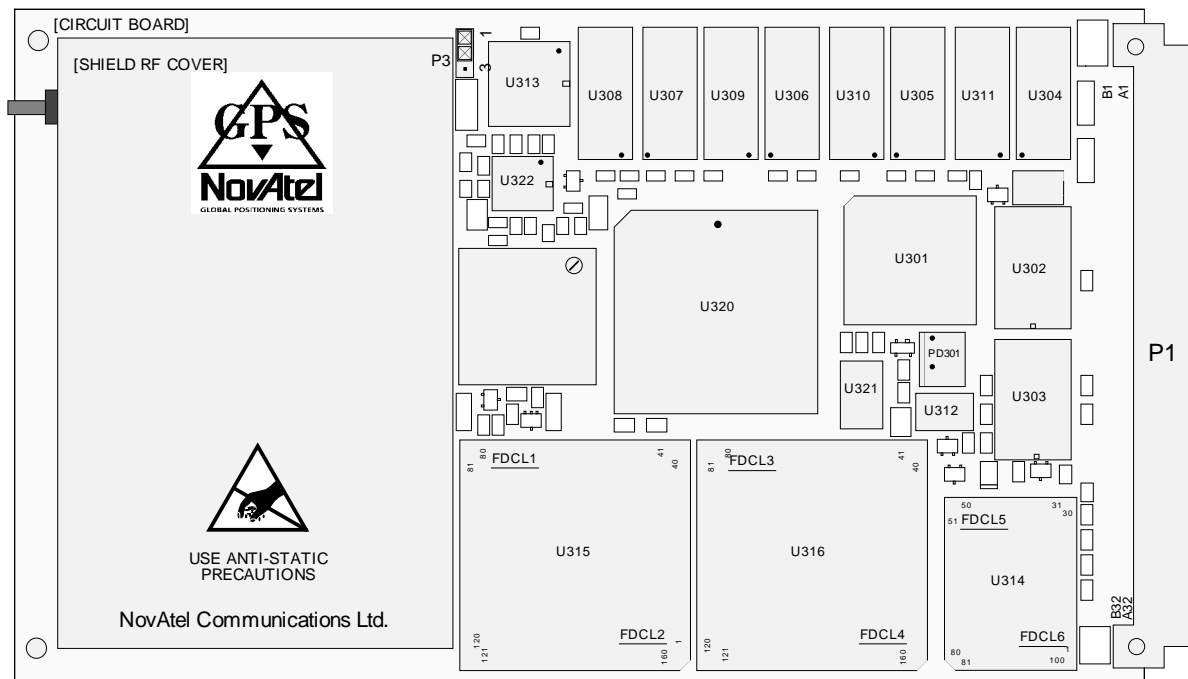 [CIRCUIT BOARD]
[SHIELD RF COVER]
GPS
NovAtel
GLOBAL POSITIONING SYSTEMS
USE ANTI-STATIC
PRECAUTIONS
NovAtel Communications Ltd.
P3
1
3
U313
U308
U307
U309
U306
U310
U305
U311
U304
B1
A1
U322
U320
U301
U302
PD301
U321
U312
U303
P1
81
80
FDCL1
41
40
U315
120
121
FDCL2
1
160
81
80
FDCL3
41
40
U316
120
121
FDCL4
160
51
50
FDCL5
31
30
U314
80
81
FDCL6
100
B32
A32